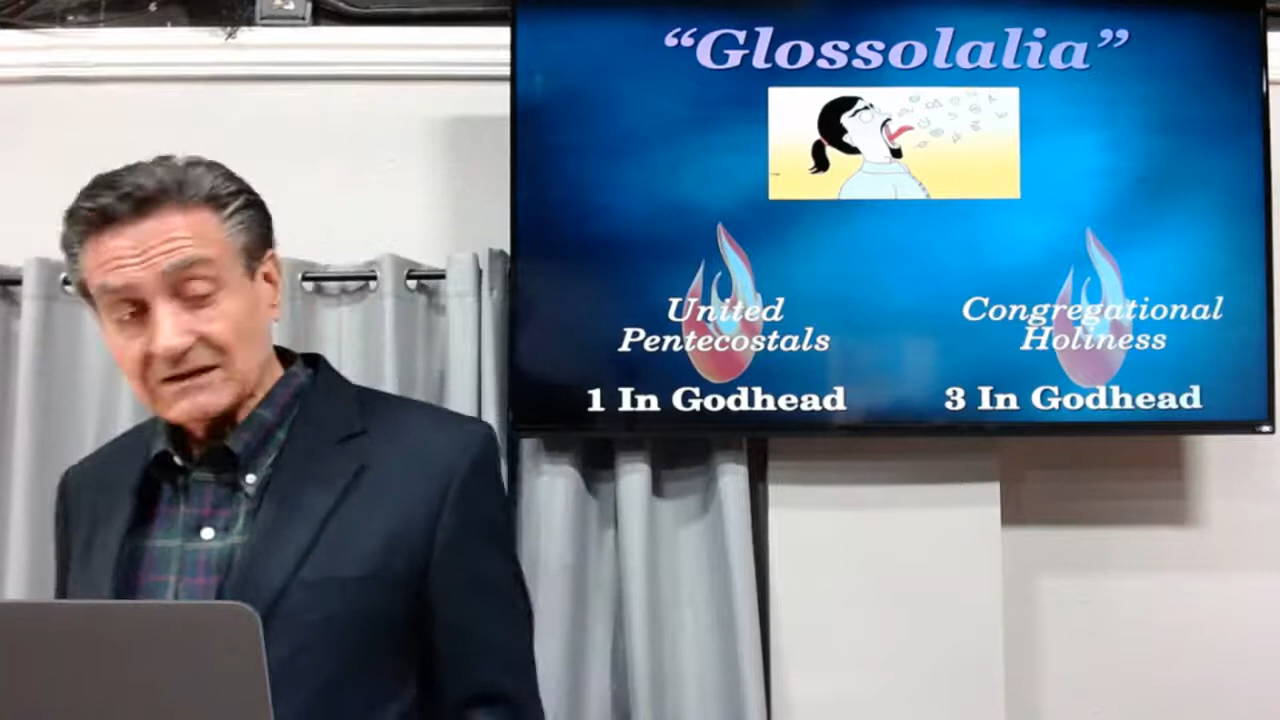 “Glossolalia”
United
Pentecostals
1 In Godhead
Congregational
Holiness
3 In Godhead